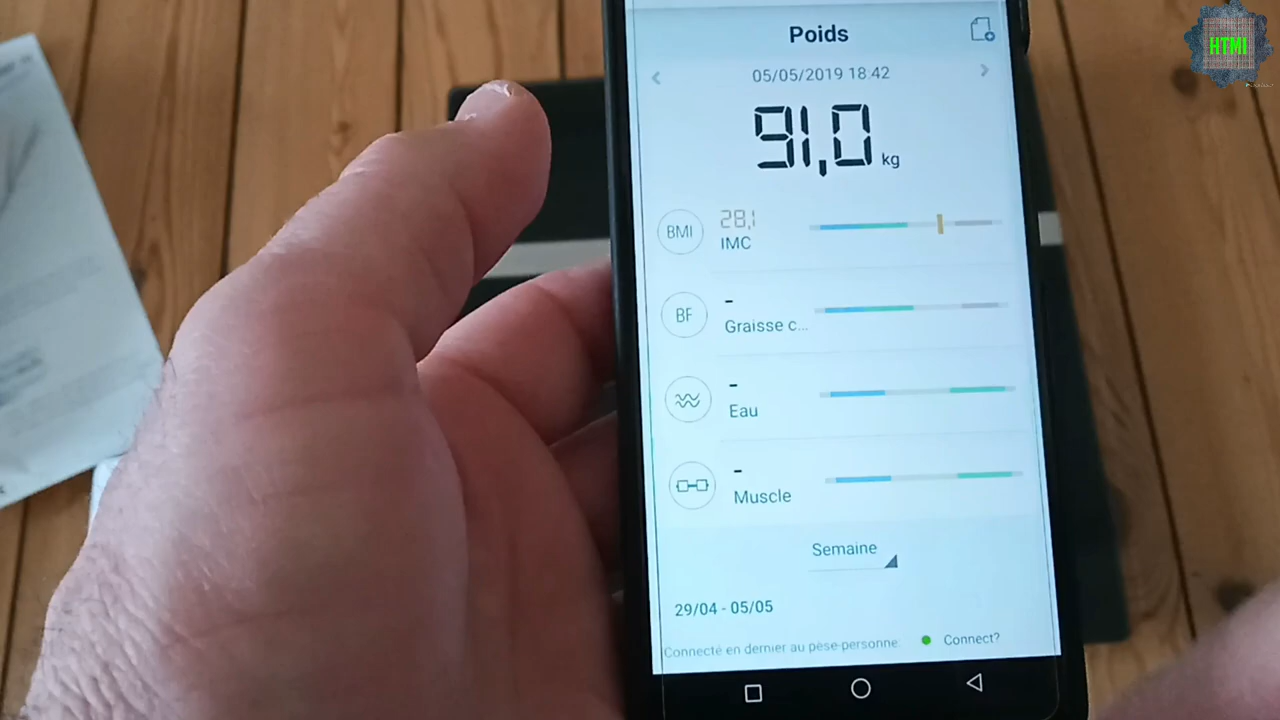 HTMI
Poids
05/05/2019 18:42
91,0 kg
BMI
28,1
IMC
BF
-
Graisse c...
-
Eau
-
Muscle
Semaine
29/04 - 05/05
Connecté en dernier au pèse-personne:
Connect?